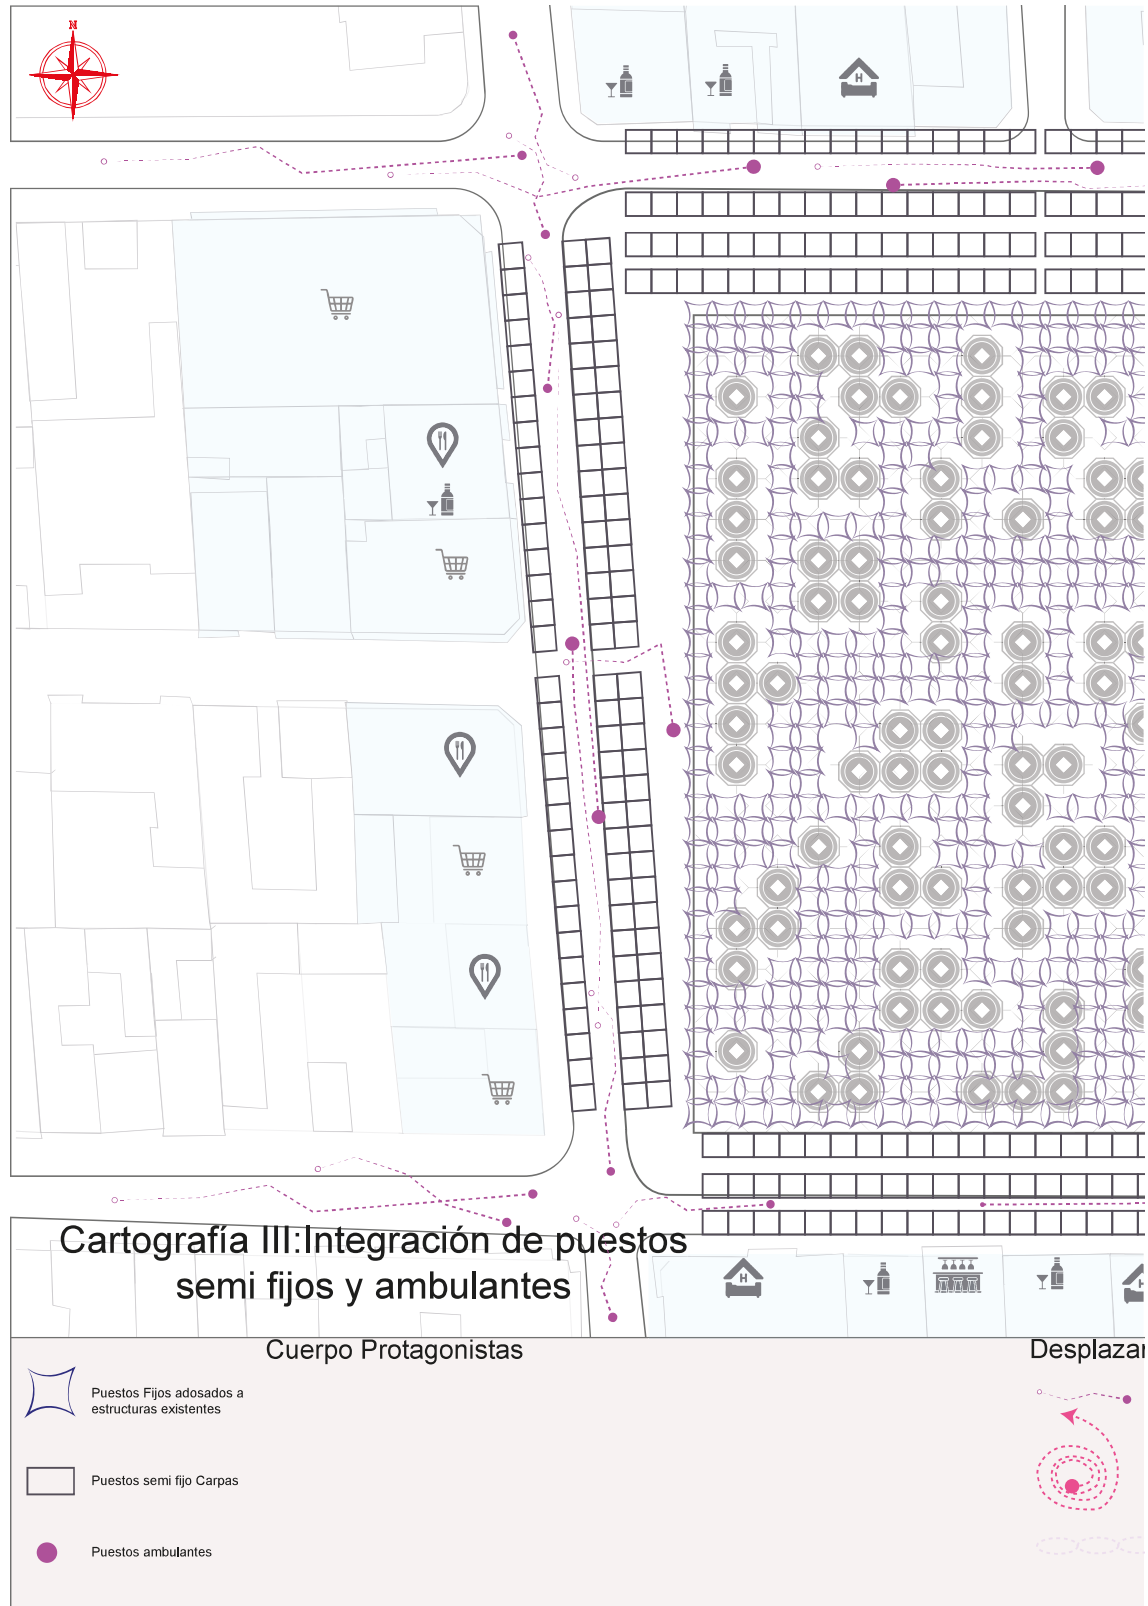 N
H
Cartografía III:Integración de puestos
semi fijos y ambulantes
H
H
Cuerpo Protagonistas
Desplazar
Puestos Fijos adosados a
estructuras existentes
Puestos semi fijo Carpas
Puestos ambulantes